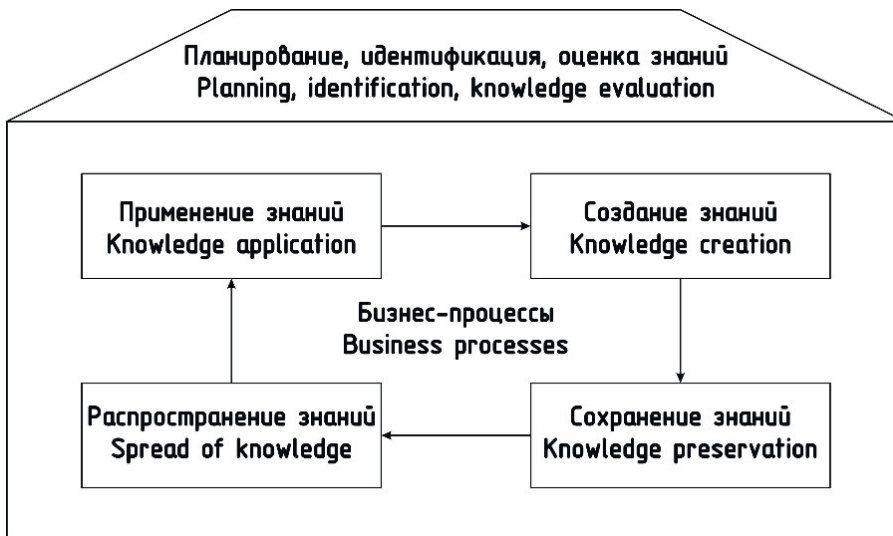 Планирование, идентификация, оценка знаний
Planning, identification, knowledge evaluation
Применение знаний
Knowledge application
Создание знаний
Knowledge creation
Бизнес-процессы
Business processes
Распространение знаний
Spread of knowledge
Сохранение знаний
Knowledge preservation